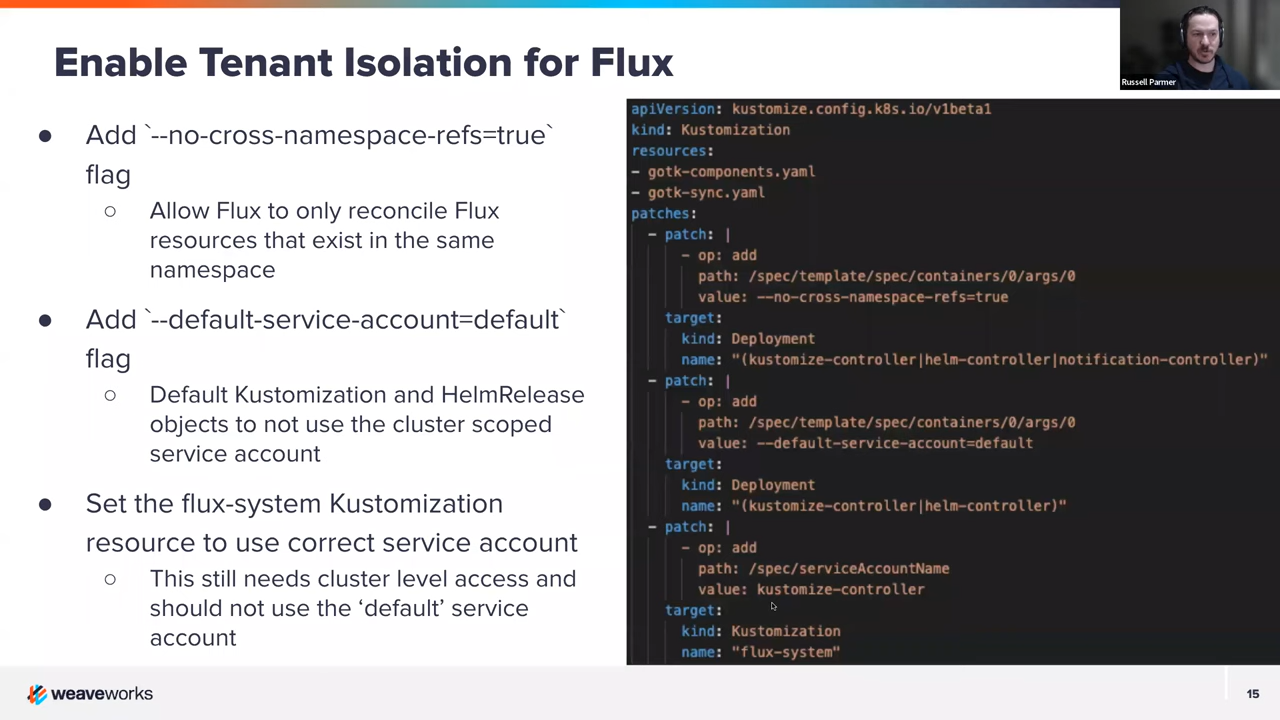 Enable Tenant Isolation for Flux
Russell Parmer
● Add `--no-cross-namespace-refs=true`
flag
○ Allow Flux to only reconcile Flux
resources that exist in the same
namespace
● Add `--default-service-account=default`
flag
○ Default Kustomization and HelmRelease
objects to not use the cluster scoped
service account
● Set the flux-system Kustomization
resource to use correct service account
○ This still needs cluster level access and
should not use the ‘default’ service
account
apiVersion: kustomize.config.k8s.io/v1beta1
kind: Kustomization
resources:
- gotk-components.yaml
- gotk-sync.yaml
patches:
  - patch: |
      - op: add
        path: /spec/template/spec/containers/0/args/0
        value: --no-cross-namespace-refs=true
    target:
      kind: Deployment
      name: "(kustomize-controller|helm-controller|notification-controller)"
  - patch: |
      - op: add
        path: /spec/template/spec/containers/0/args/0
        value: --default-service-account=default
    target:
      kind: Deployment
      name: "(kustomize-controller|helm-controller)"
  - patch: |
      - op: add
        path: /spec/serviceAccountName
        value: kustomize-controller
    target:
      kind: Kustomization
      name: "flux-system"
weaveworks
15